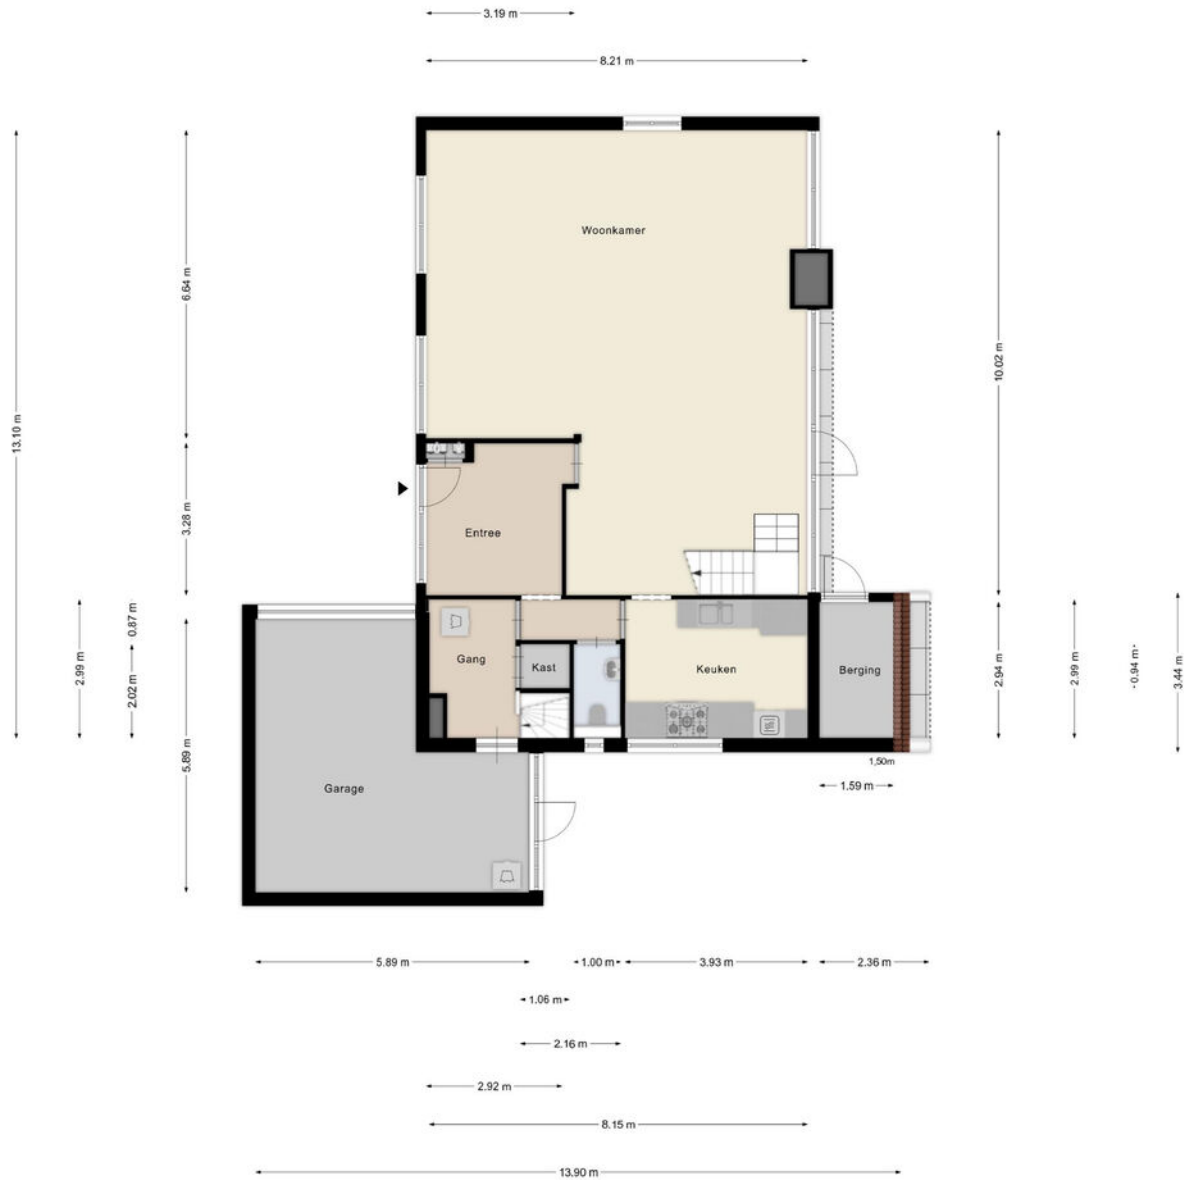 3.19 m
8.21 m
Woonkamer
6.64 m
10.02 m
13.10 m
3.28 m
Entree
0.87 m
2.99 m
2.02 m
Gang
Kast
Keuken
Berging
2.94 m
2.99 m
0.94 m
3.44 m
5.89 m
Garage
1,50m
1.59 m
5.89 m
1.00 m
3.93 m
2.36 m
1.06 m
2.16 m
2.92 m
8.15 m
13.90 m